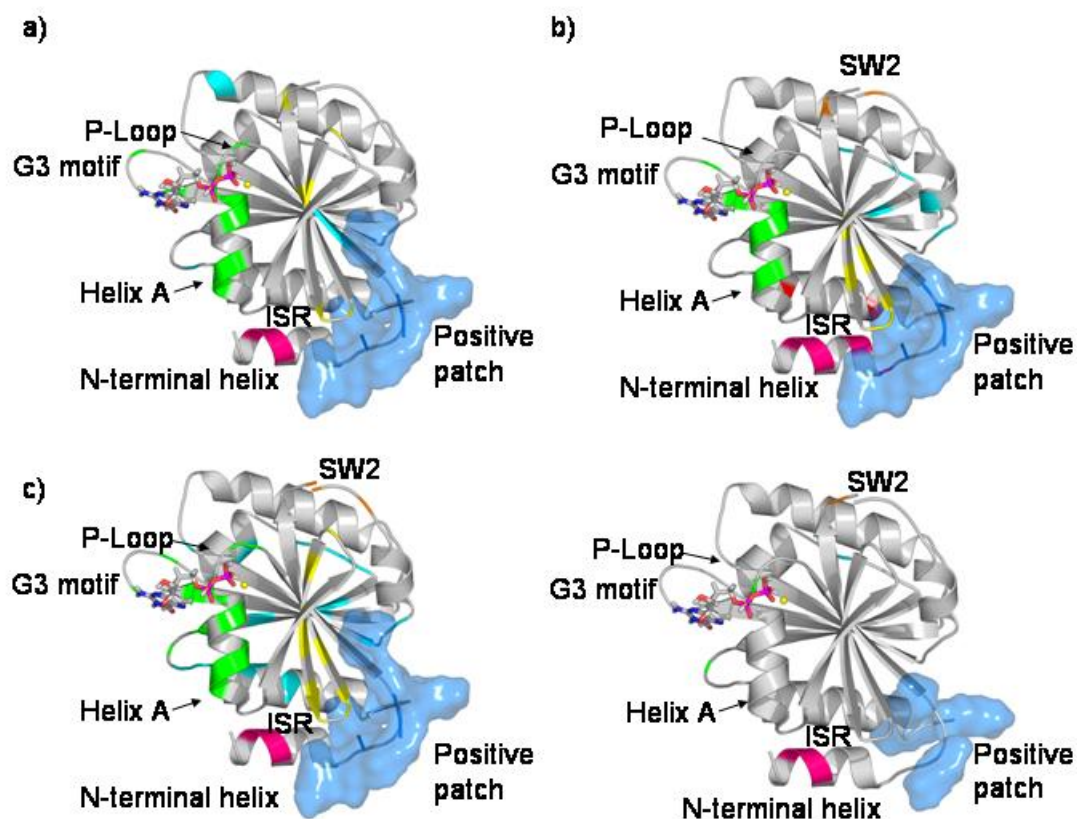 a)
P-Loop
G3 motif
Helix A
ISR
N-terminal helix
Positive
patch
b)
SW2
P-Loop
G3 motif
Helix A
ISR
N-terminal helix
Positive
patch
c)
SW2
P-Loop
G3 motif
Helix A
ISR
N-terminal helix
Positive
patch
SW2
P-Loop
G3 motif
Helix A
ISR
N-terminal helix
Positive
patch